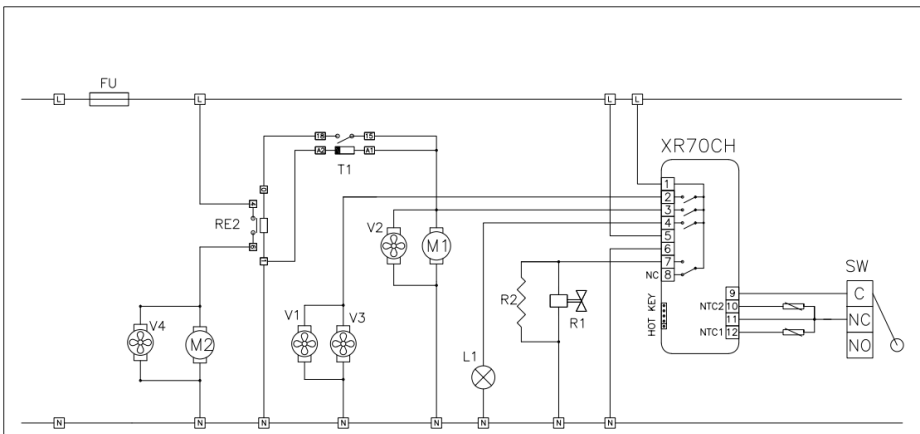 FU
L
L
L
L
18
15
XR70CH
A2
A1
T1
1
2
3
RE2
V2
4
M1
5
6
7
SW
NC 8
9
C
R2
NTC2 10
V4
V1
V3
R1
HOT KEY
11
NC
M2
NTC1 12
L1
NO
N
N
N
N
N
N
N
N